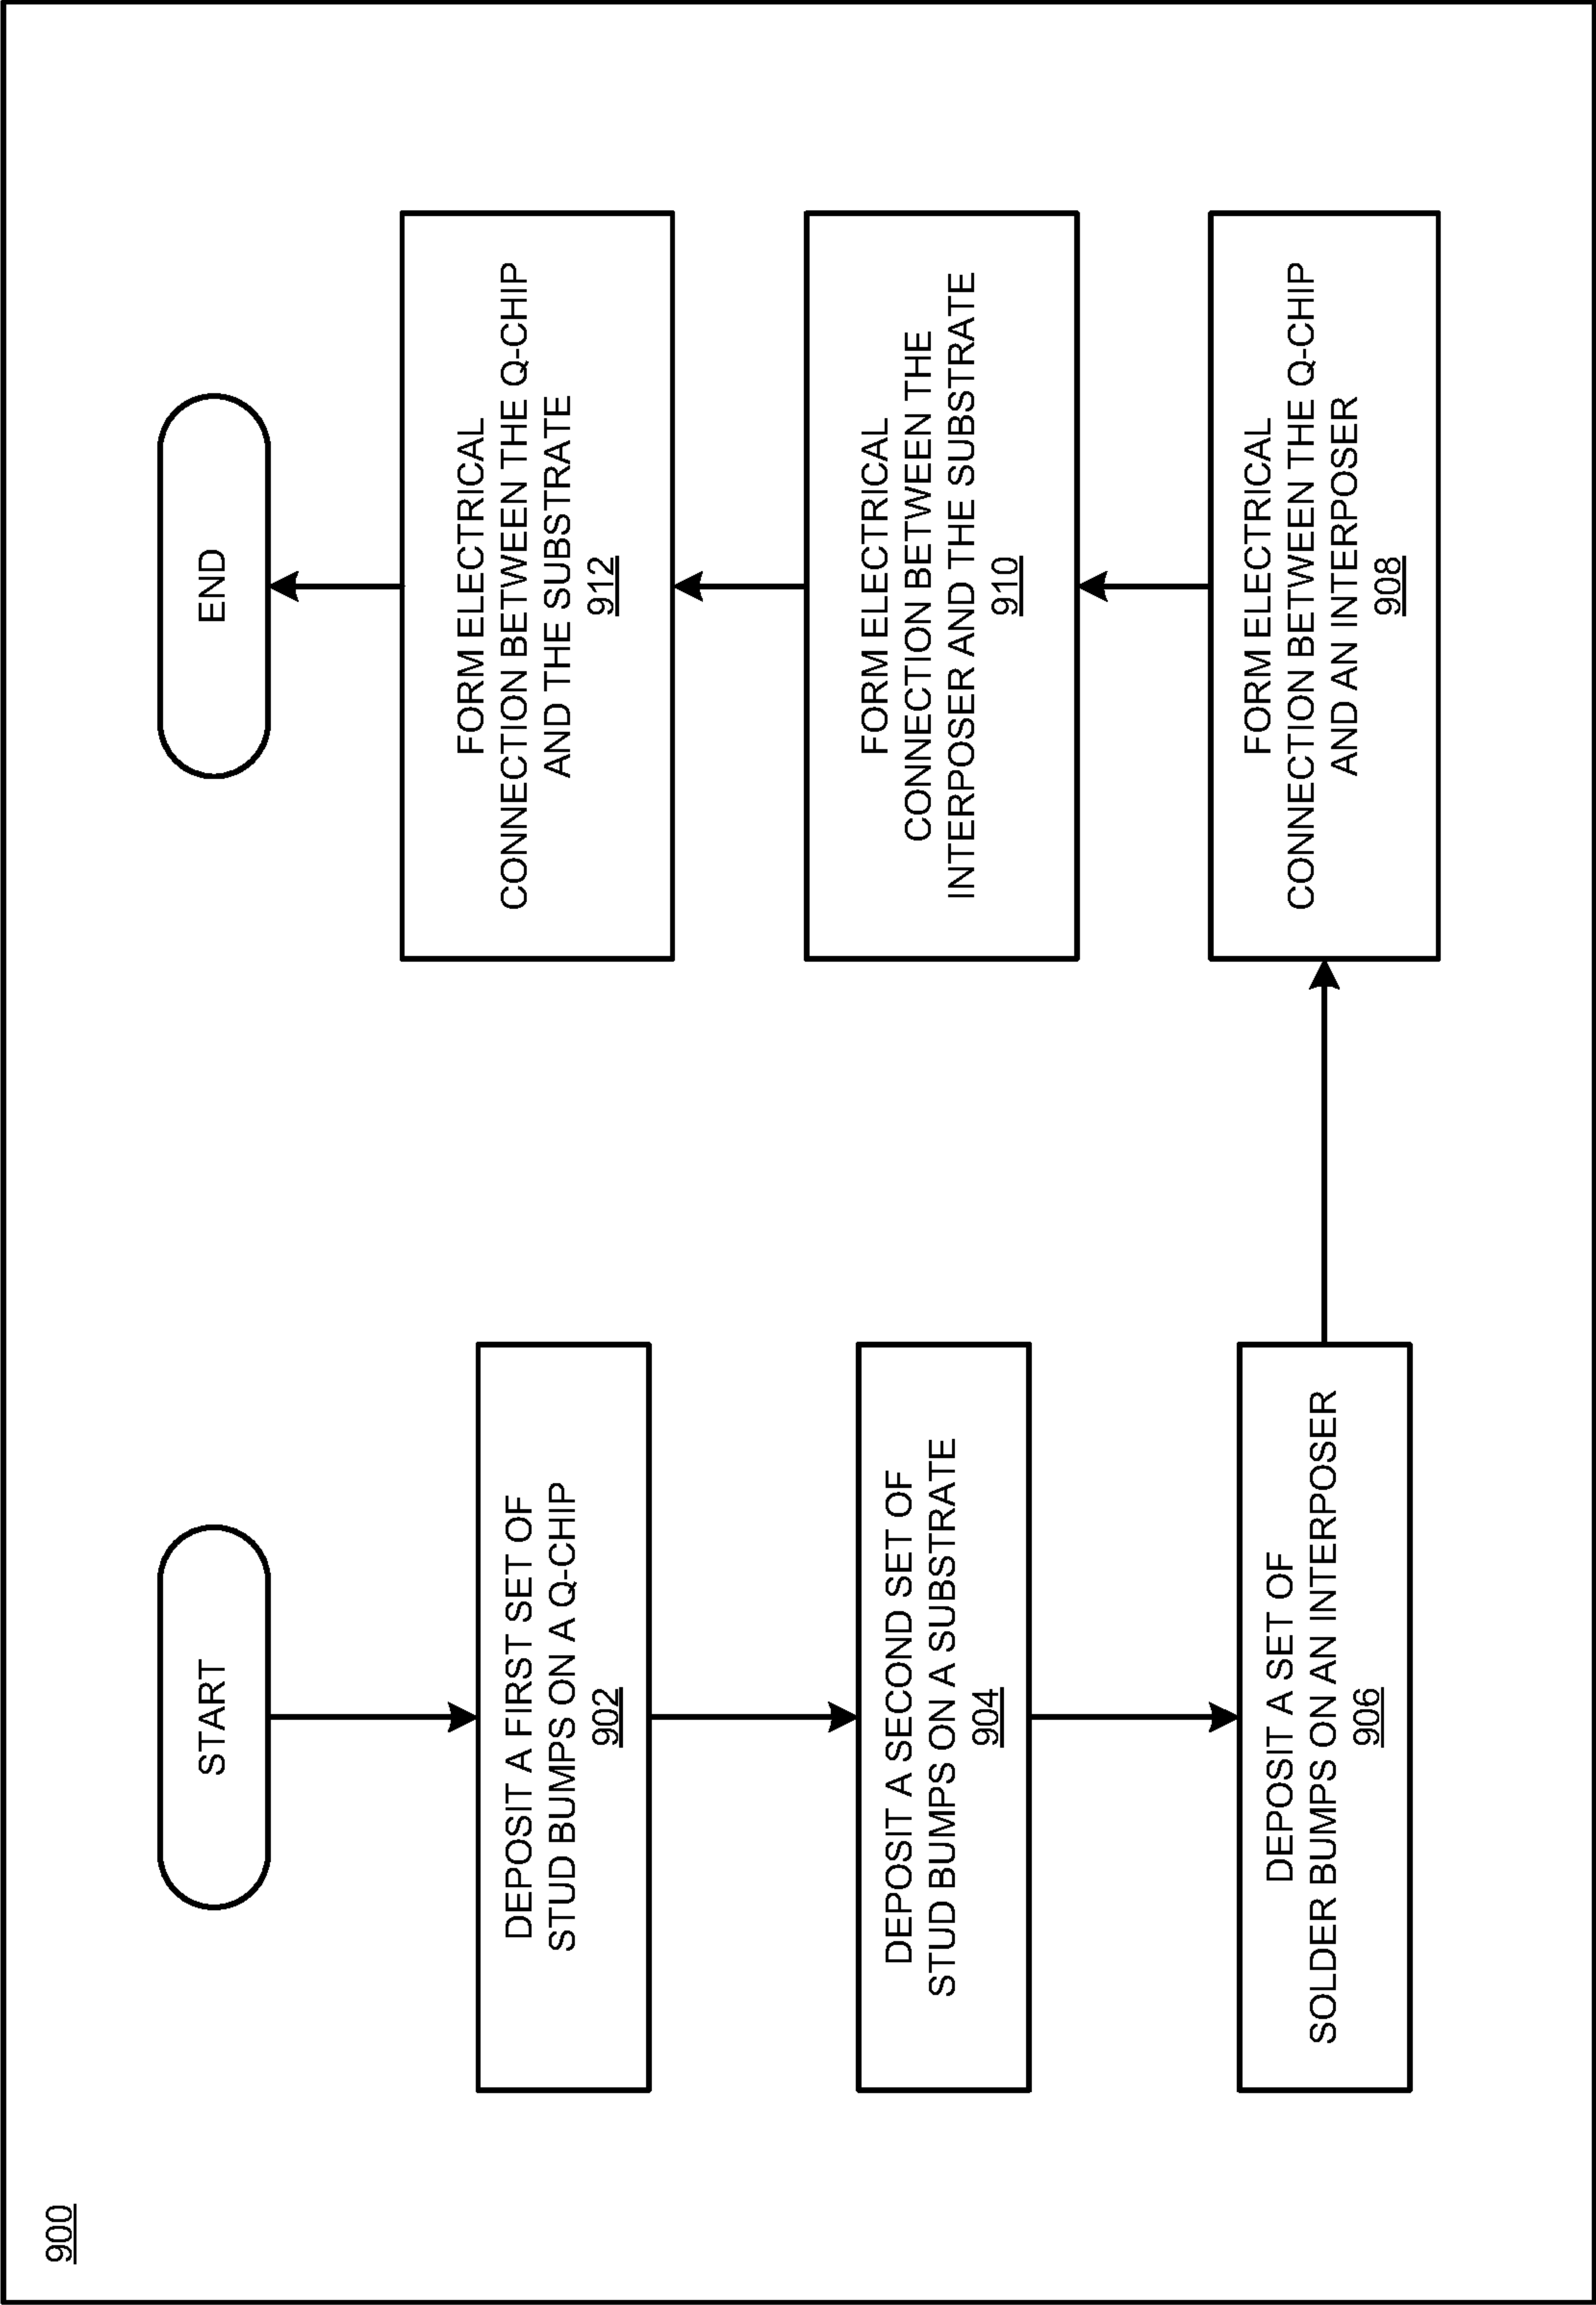 900
START
DEPOSIT A FIRST SET OF
STUD BUMPS ON A Q-CHIP
902
DEPOSIT A SECOND SET OF
STUD BUMPS ON A SUBSTRATE
904
DEPOSIT A SET OF
SOLDER BUMPS ON AN INTERPOSER
906
FORM ELECTRICAL
CONNECTION BETWEEN THE Q-CHIP
AND AN INTERPOSER
908
FORM ELECTRICAL
CONNECTION BETWEEN THE
INTERPOSER AND THE SUBSTRATE
910
FORM ELECTRICAL
CONNECTION BETWEEN THE Q-CHIP
AND THE SUBSTRATE
912
END